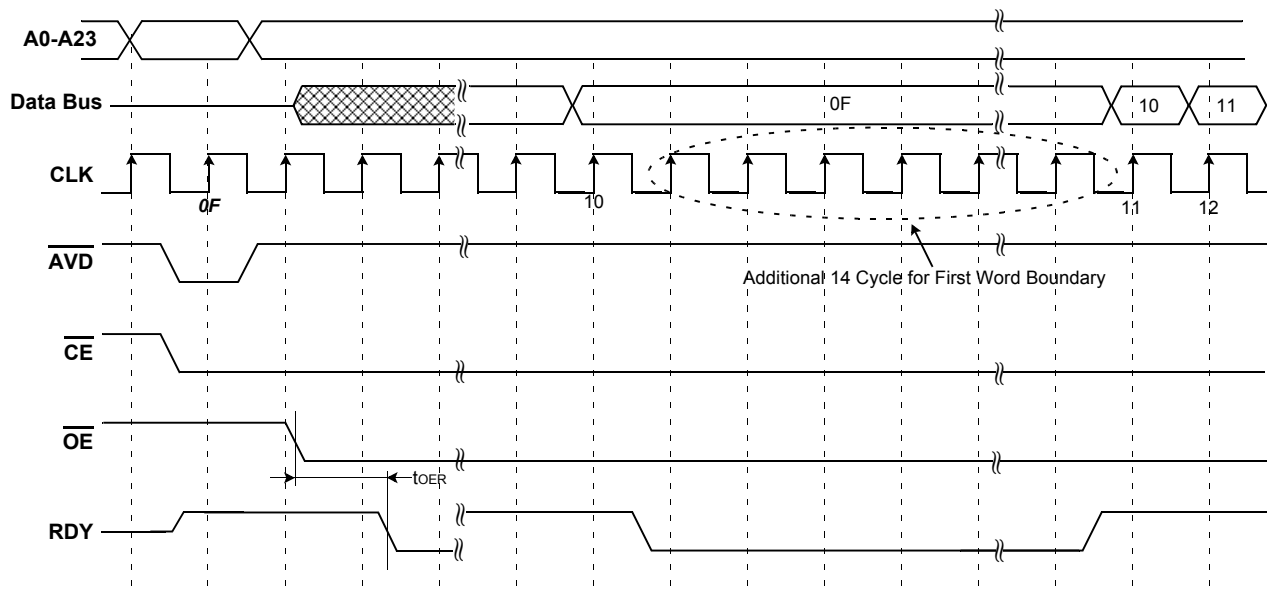 A0-A23
Data Bus
0F
10
11
CLK
0F
10
11
12
AVD
Additional 14 Cycle for First Word Boundary
CE
OE
tOER
RDY